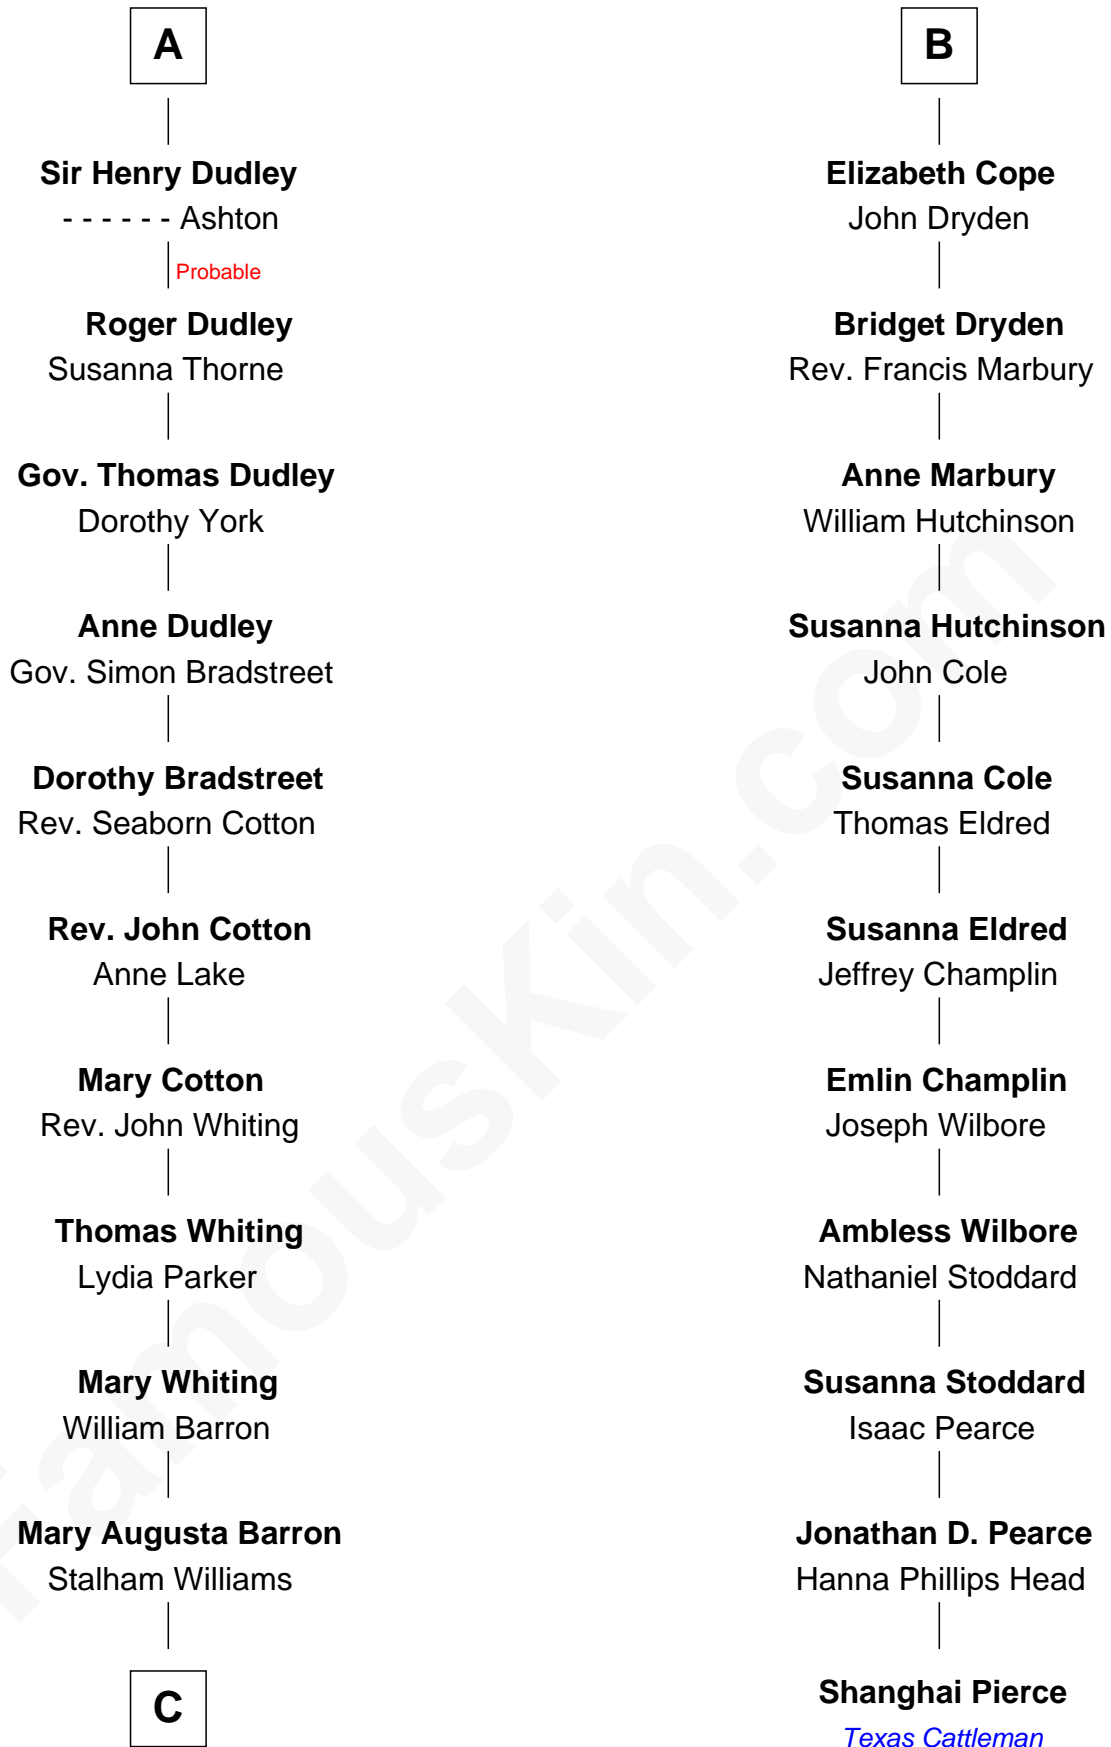 A
Sir Henry Dudley
- - - - - - Ashton
Probable
Roger Dudley
Susanna Thorne
Gov. Thomas Dudley
Dorothy York
Anne Dudley
Gov. Simon Bradstreet
Dorothy Bradstreet
Rev. Seaborn Cotton
Rev. John Cotton
Anne Lake
Mary Cotton
Rev. John Whiting
Thomas Whiting
Lydia Parker
Mary Whiting
William Barron
Mary Augusta Barron
Stalham Williams
C
B
Elizabeth Cope
John Dryden
Bridget Dryden
Rev. Francis Marbury
Anne Marbury
William Hutchinson
Susanna Hutchinson
John Cole
Susanna Cole
Thomas Eldred
Susanna Eldred
Jeffrey Champlin
Emlin Champlin
Joseph Wilbore
Ambless Wilbore
Nathaniel Stoddard
Susanna Stoddard
Isaac Pearce
Jonathan D. Pearce
Hanna Phillips Head
Shanghai Pierce
Texas Cattleman
FamousKin.com